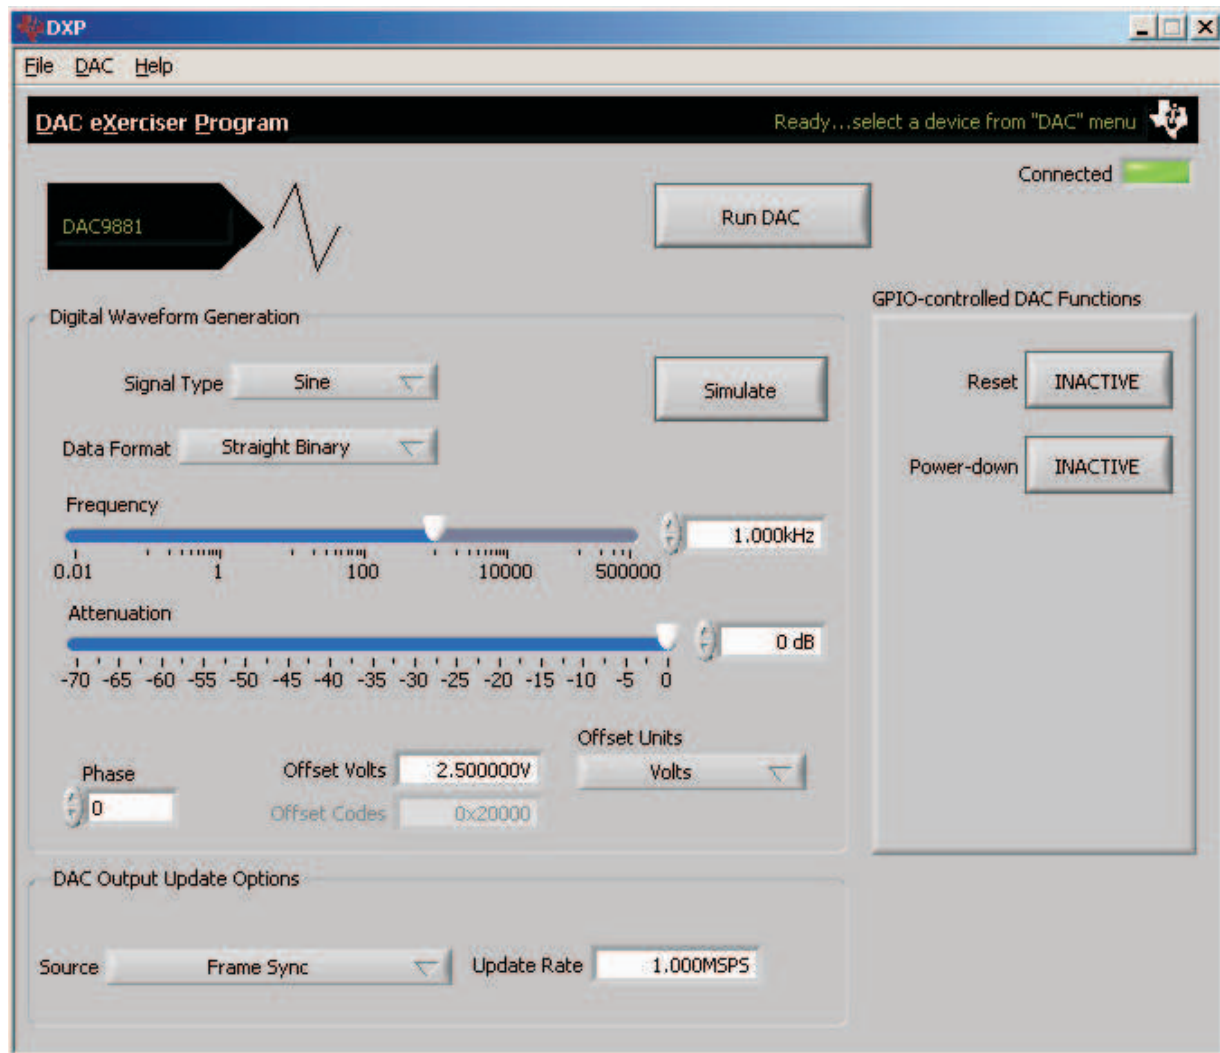 DXP
File DAC Help
DAC eXerciser Program
Ready...select a device from "DAC" menu
Connected
DAC9881
Run DAC
GPIO-controlled DAC Functions
Digital Waveform Generation
Signal Type Sine
Simulate
Reset INACTIVE
Data Format Straight Binary
Power-down INACTIVE
Frequency
1.000kHz
0.01 1 100 10000 500000
Attenuation
0 dB
-70 -65 -60 -55 -50 -45 -40 -35 -30 -25 -20 -15 -10 -5 0
Offset Units
Phase
Offset Volts 2.500000V
Volts
0
Offset Codes 0x20000
DAC Output Update Options
Source Frame Sync Update Rate 1.000MSPS